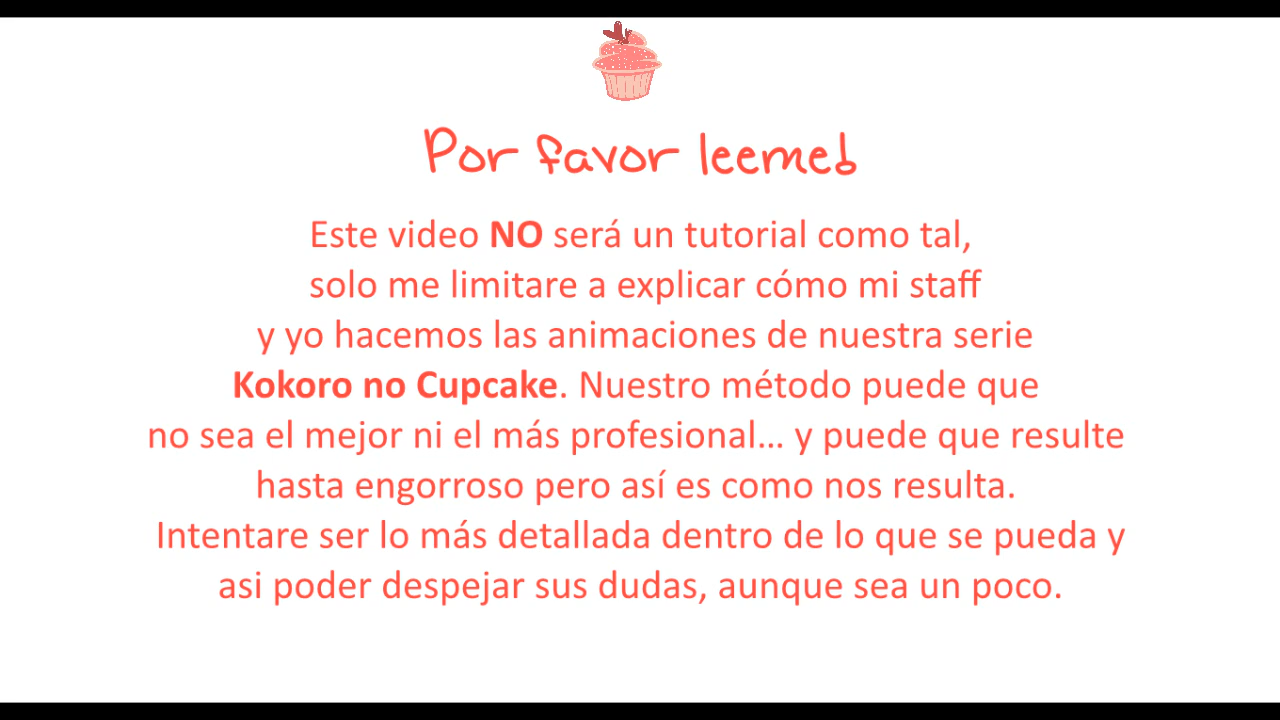 Por favor leeme!
Este video NO será un tutorial como tal,
solo me limitare a explicar cómo mi staff
y yo hacemos las animaciones de nuestra serie
Kokoro no Cupcake. Nuestro método puede que
no sea el mejor ni el más profesional... y puede que resulte
hasta engorroso pero así es como nos resulta.
Intentare ser lo más detallada dentro de lo que se pueda y
asi poder despejar sus dudas, aunque sea un poco.